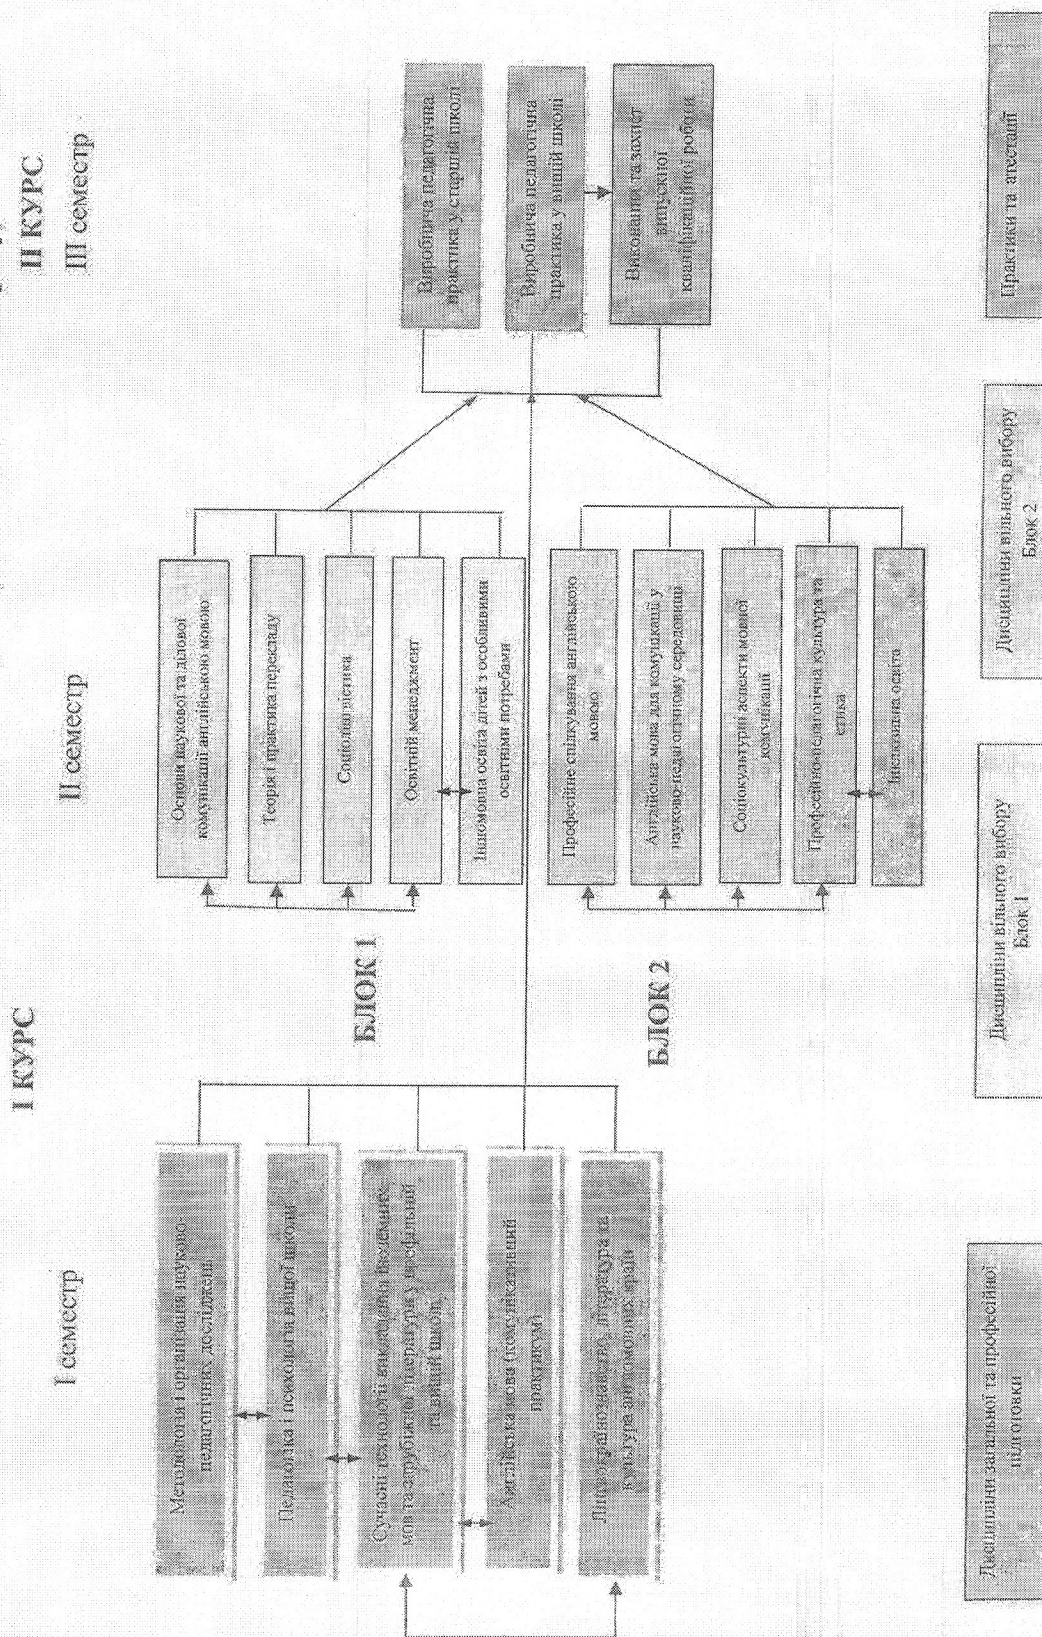 І КУРС
ІІ КУРС
І семестр
ІІ семестр
ІІІ семестр
Методологія і організація науково-
педагогічних досліджень
Педагогіка і психологія вищої школи
Сучасні технології викладання іноземних
мов та зарубіжної літератури у профільній
та вищій школі
Англійська мова (комунікативний
практикум)
Лінгвокраїнознавство, література та
культура англомовних країн
БЛОК 1
Основи наукової та ділової
комунікації англійською мовою
Теорія і практика перекладу
Соціолінгвістика
Освітній менеджмент
Іншомовна освіта дітей з особливими
освітніми потребами
БЛОК 2
Професійне спілкування англійською
мовою
Англійська мова для комунікації у
науково-педагогічному середовищі
Соціокультурні аспекти мовної
комунікації
Професійно-педагогічна культура та
етика
Інклюзивна освіта
Виробнича педагогічна
практика у старшій школі
Виробнича педагогічна
практика у вищій школі
Виконання та захист
випускної
кваліфікаційної роботи
Дисципліни загальної та професійної
підготовки
Дисципліни вільного вибору
Блок 1
Дисципліни вільного вибору
Блок 2
Практики та атестації